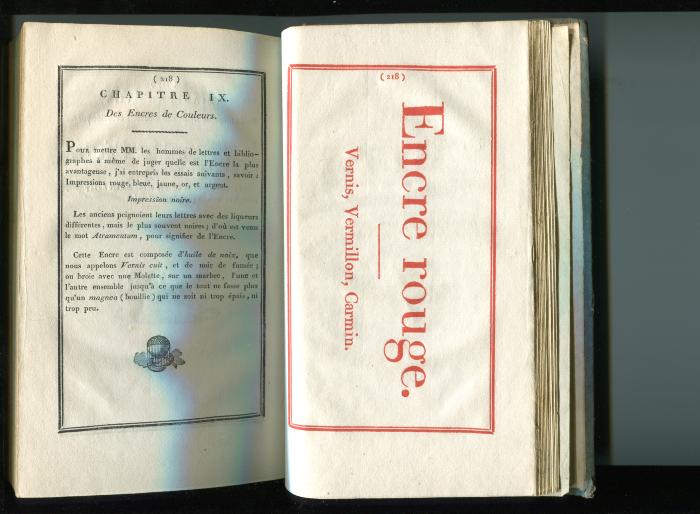 ( 218 )
CHAPITRE IX.
Des Encres de Couleurs.
Pour mettre MM. les hommes de lettres et biblio-
graphes à même de juger quelle est l'Encre la plus
avantageuse, j'ai entrepris les essais suivants, savoir :
Impressions rouge, bleue, jaune, or, et argent.
Impression noire.
Les anciens peignoient leurs lettres avec des liqueurs
différentes, mais le plus souvent noires ; d'où est venu
le mot Atramentum, pour signifier de l'Encre.
Cette Encre est composée d'huile de noix, que
nous appelons Vernis cuit, et de noir de fumée ;
on broie avec une Molette, sur un marbre, l'une et
l'autre ensemble jusqu'à ce que le tout ne fasse plus
qu'un magnea (bouillie) qui ne soit ni trop épais, ni
trop peu.
( 218 )
Encre rouge.
Vernis, Vermillon, Carmin.